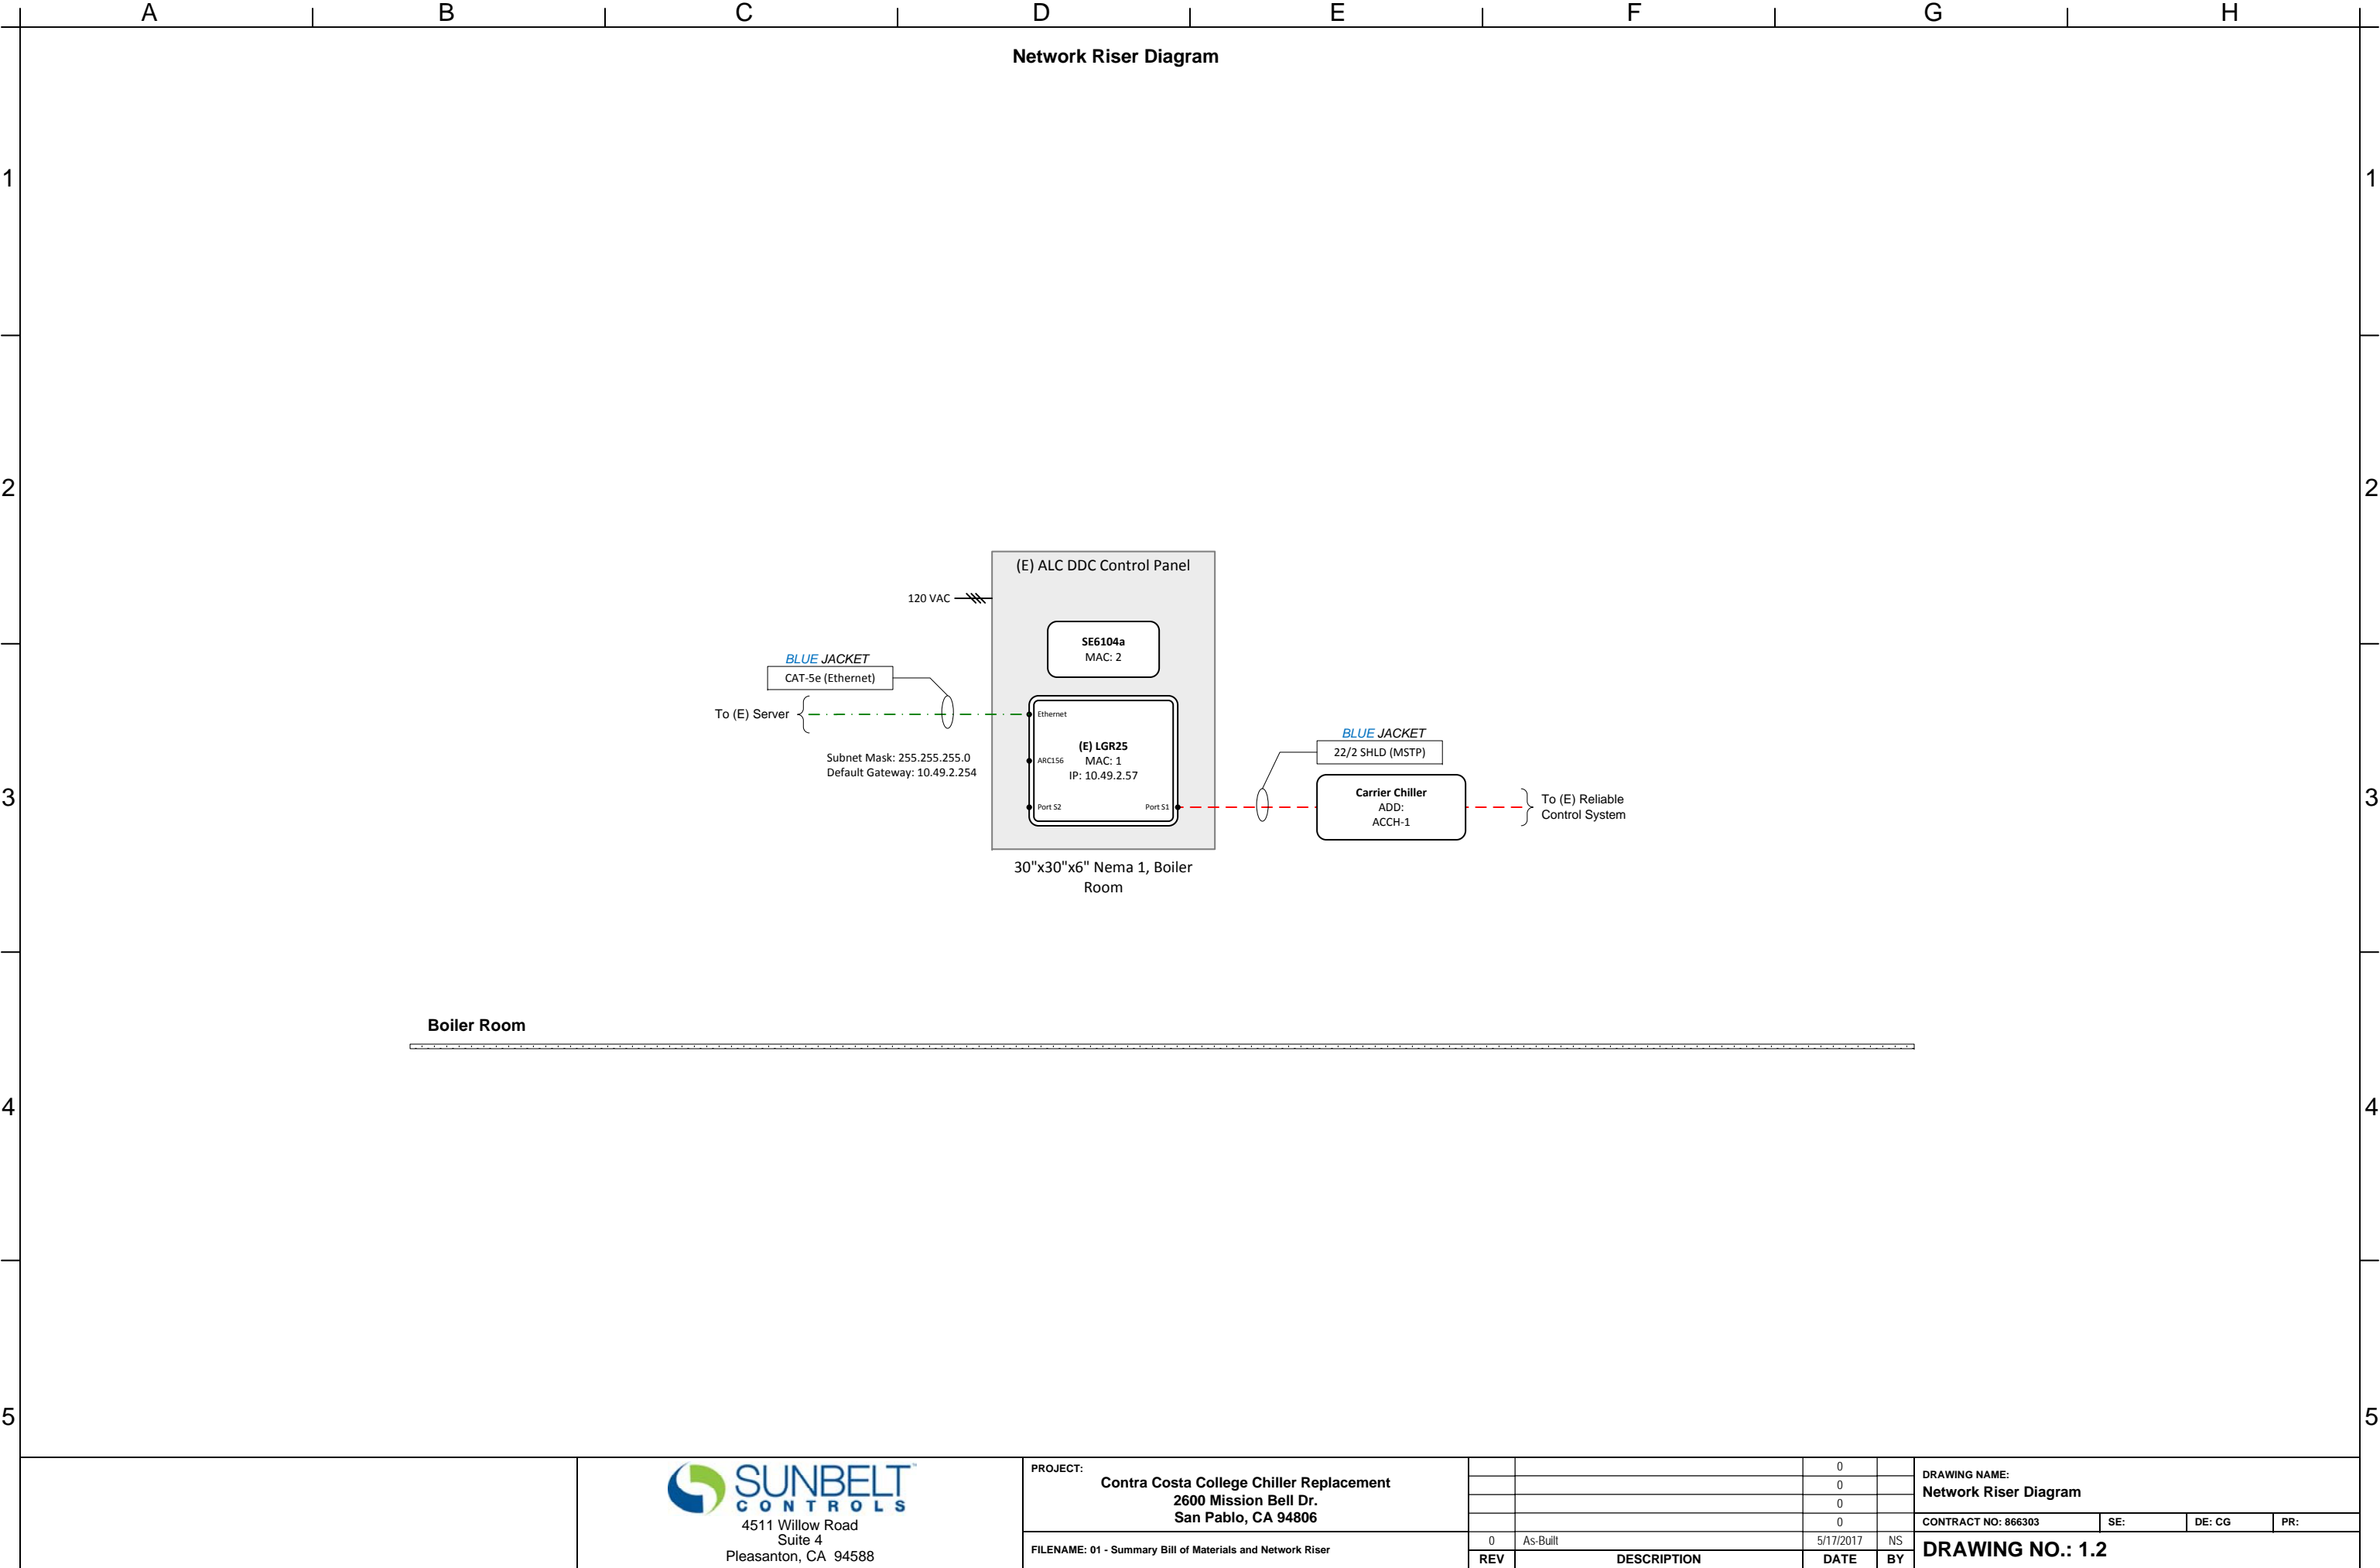 A B C D E F G H
Network Riser Diagram
1 1
2 2
(E) ALC DDC Control Panel
120 VAC
SE6104a
MAC: 2
BLUE JACKET
CAT-5e (Ethernet)
To (E) Server
Ethernet
Subnet Mask: 255.255.255.0
Default Gateway: 10.49.2.254
(E) LGR25
ARC156
MAC: 1
IP: 10.49.2.57
Port S2
Port S1
BLUE JACKET
22/2 SHLD (MSTP)
3 3
Carrier Chiller
ADD:
ACCH-1
To (E) Reliable
Control System
30"x30"x6" Nema 1, Boiler
Room
Boiler Room
4 4
5 5
SUNBELT™
CONTROLS
4511 Willow Road
Suite 4
Pleasanton, CA 94588
PROJECT:
Contra Costa College Chiller Replacement
2600 Mission Bell Dr.
San Pablo, CA 94806
FILENAME: 01 - Summary Bill of Materials and Network Riser
0
0
0
0
0 As-Built 5/17/2017 NS
REV DESCRIPTION DATE BY
DRAWING NAME:
Network Riser Diagram
CONTRACT NO: 866303 SE: DE: CG PR:
DRAWING NO.: 1.2